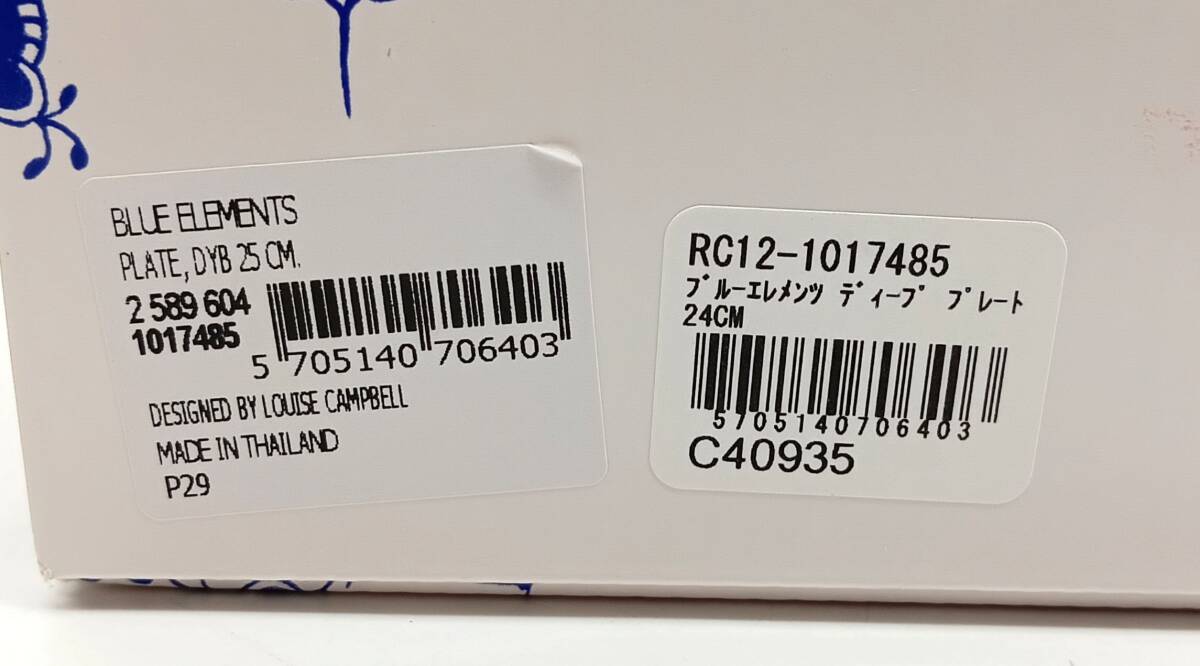 BLUE ELEMENTS
PLATE, DYB 25 CM.
2 589 604
1017485
5 705140 706403
DESIGNED BY LOUISE CAMPBELL
MADE IN THAILAND
P29
RC12-1017485
ブルーエレメンツ ディープ プレート
24CM
5705140706403
C40935